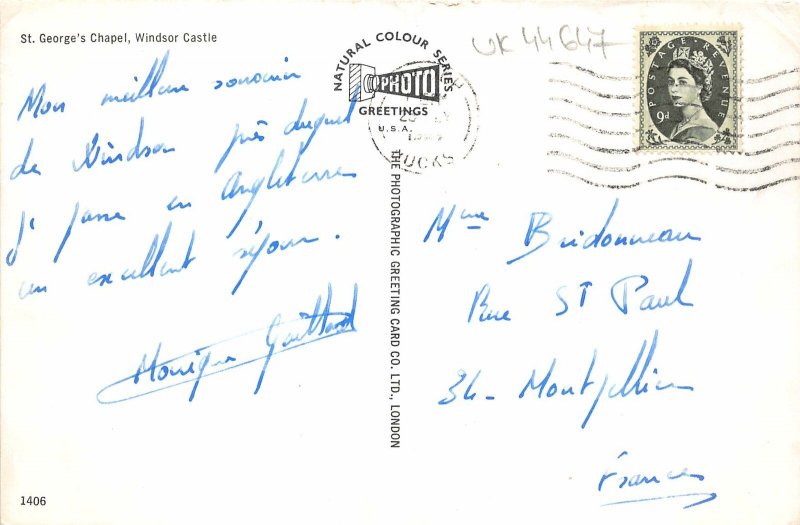 St. George's Chapel, Windsor Castle
UK 44647
NATURAL COLOUR SERIES
PHOTO
GREETINGS
U.S.A.
BUCKS
POSTAGE REVENUE
9d
Mon meilleur souvenir
de Windsor près duquel
j'passe en Angleterre
un excellent séjour.
Monique Gaillard
THE PHOTOGRAPHIC GREETING CARD CO. LTD., LONDON
Mme Bridonneau
Rue St Paul
34 - Montpellier
France
1406